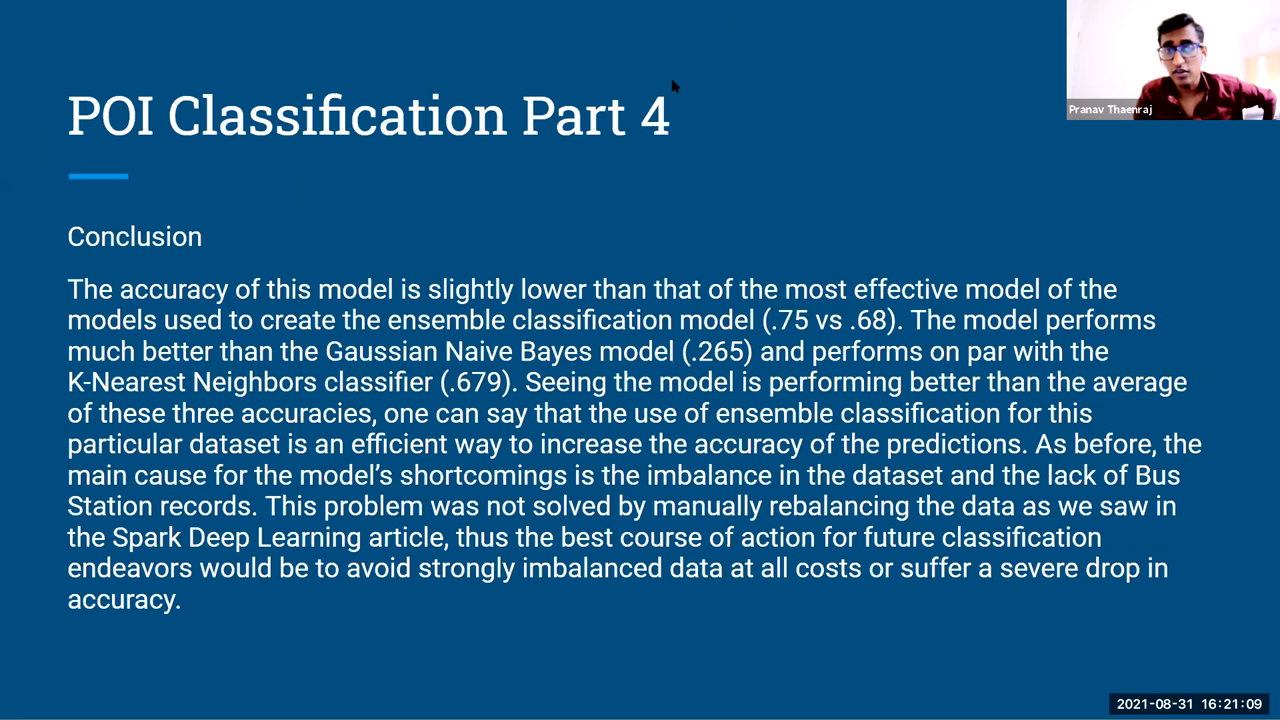 POI Classification Part 4
Pranav Thaenraj
Conclusion
The accuracy of this model is slightly lower than that of the most effective model of the
models used to create the ensemble classification model (.75 vs .68). The model performs
much better than the Gaussian Naive Bayes model (.265) and performs on par with the
K-Nearest Neighbors classifier (.679). Seeing the model is performing better than the average
of these three accuracies, one can say that the use of ensemble classification for this
particular dataset is an efficient way to increase the accuracy of the predictions. As before, the
main cause for the model’s shortcomings is the imbalance in the dataset and the lack of Bus
Station records. This problem was not solved by manually rebalancing the data as we saw in
the Spark Deep Learning article, thus the best course of action for future classification
endeavors would be to avoid strongly imbalanced data at all costs or suffer a severe drop in
accuracy.
2021-08-31 16:21:09